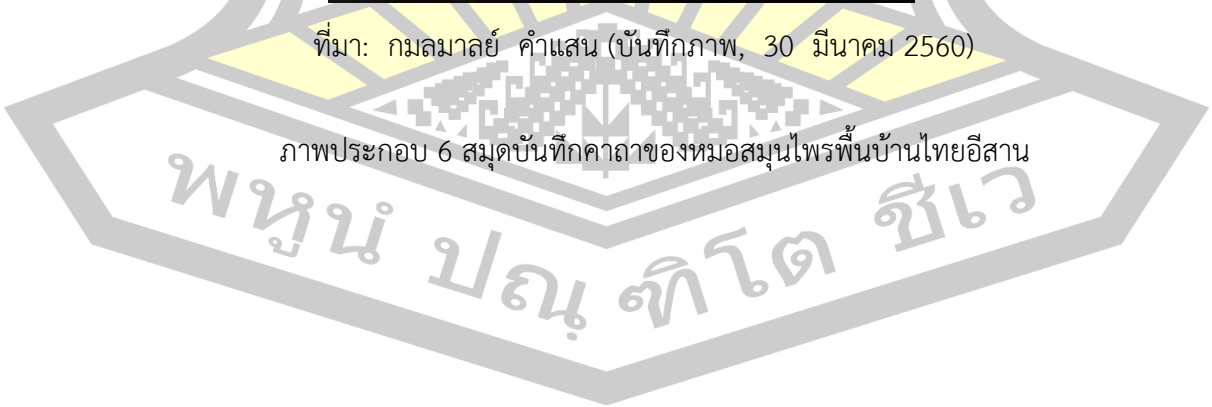 ที่มา: กมลมาลย์ คำแสน (บันทึกภาพ, 30 มีนาคม 2560)
ภาพประกอบ 6 สมุดบันทึกคาถาของหมอสมุนไพรพื้นบ้านไทยอีสาน
พหูนํ ปณฺฑิโต ชีเว